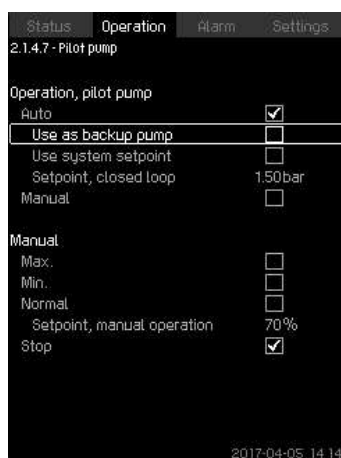 Status Operation Alarm Settings
2.1.4.7 - Pilot pump
Operation, pilot pump
Auto
Use as backup pump
Use system setpoint
Setpoint, closed loop 1.50bar
Manual
Manual
Max.
Min.
Normal
Setpoint, manual operation 70%
Stop
2017-04-05 14 14